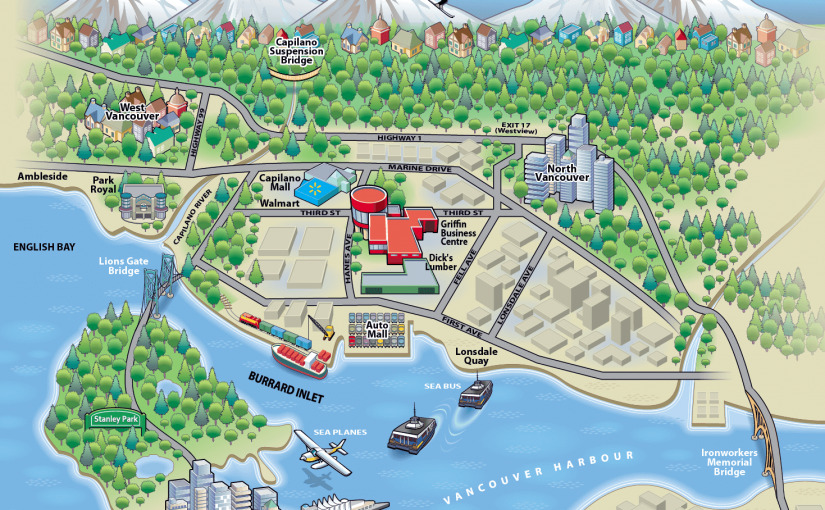 Capilano
Suspension
Bridge
West
Vancouver
HIGHWAY 99
EXIT 17
(Westview)
HIGHWAY 1
North
Vancouver
MARINE DRIVE
Ambleside
Park
Royal
Capilano
Mall
Walmart
CAPILANO RIVER
THIRD ST
THIRD ST
Griffin
Business
Centre
ENGLISH BAY
HANES AVE
Dick's
Lumber
FELL AVE
LONSDALE AVE
Lions Gate
Bridge
FIRST AVE
Auto
Mall
Lonsdale
Quay
BURRARD INLET
SEA BUS
Stanley Park
SEA PLANES
VANCOUVER HARBOUR
Ironworkers
Memorial
Bridge